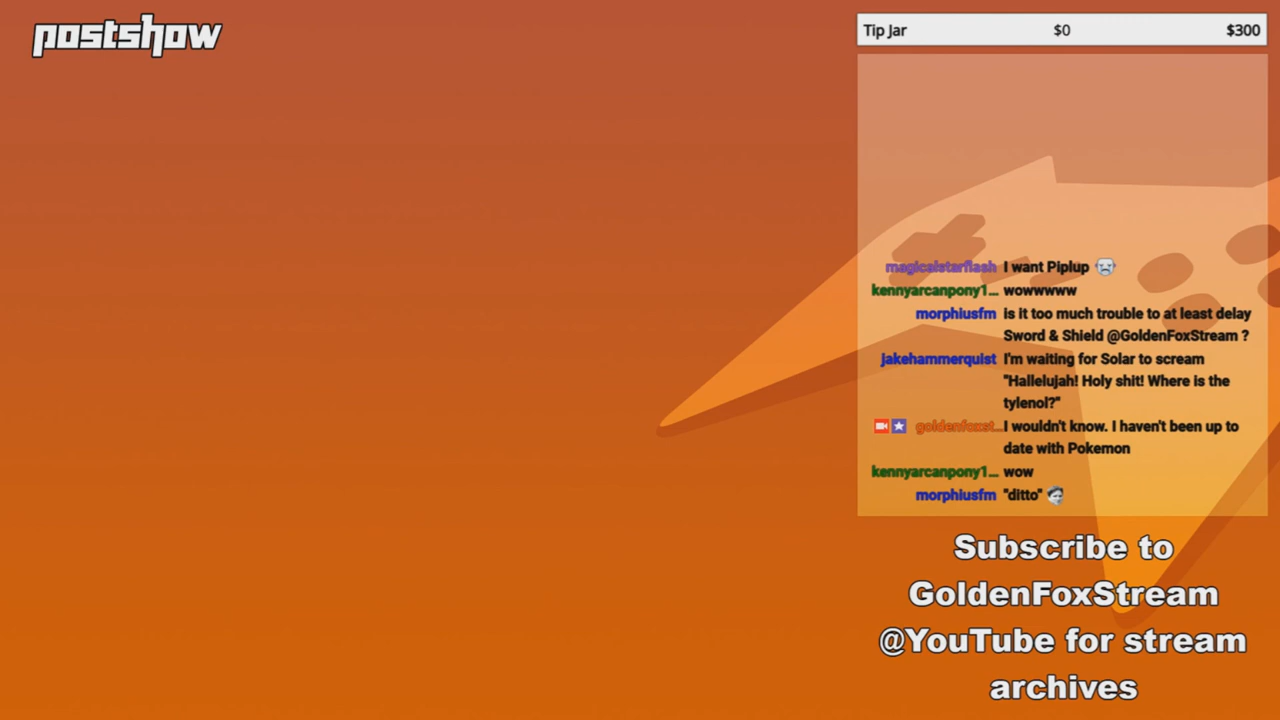 postshow
Tip Jar $0 $300
magicalstarflash I want Piplup
kennyarcanpony1... wowwwww
morphiusfm is it too much trouble to at least delay
Sword & Shield @GoldenFoxStream ?
jakehammerquist I'm waiting for Solar to scream
"Hallelujah! Holy shit! Where is the
tylenol?"
goldenfoxst... I wouldn't know. I haven't been up to
date with Pokemon
kennyarcanpony1... wow
morphiusfm "ditto"
Subscribe to
GoldenFoxStream
@YouTube for stream
archives